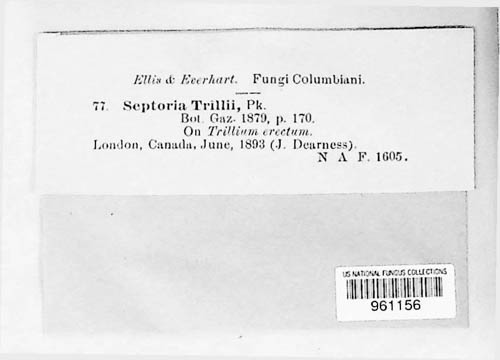 Ellis & Everhart. Fungi Columbiani.
77. Septoria Trillii, Pk.
Bot. Gaz. 1879, p. 170.
On Trillium erectum.
London, Canada, June, 1893 (J. Dearness).
N A F. 1605.
US NATIONAL FUNGUS COLLECTIONS
961156